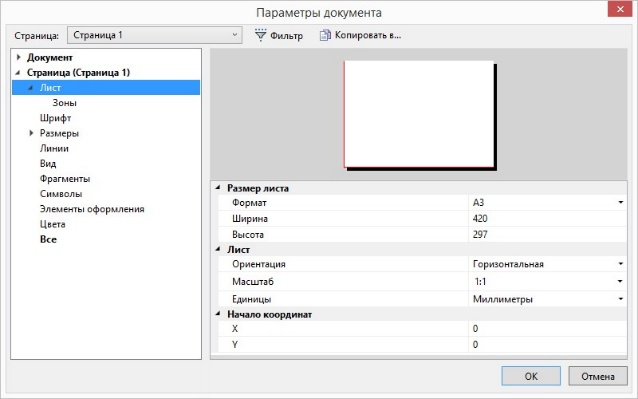 Параметры документа
Страница: Страница 1 Фильтр Копировать в...
Документ
Страница (Страница 1)
Лист
Зоны
Шрифт
Размеры
Линии
Вид
Фрагменты
Символы
Элементы оформления
Цвета
Все
Размер листа
Формат A3
Ширина 420
Высота 297
Лист
Ориентация Горизонтальная
Масштаб 1:1
Единицы Миллиметры
Начало координат
X 0
Y 0
OK Отмена